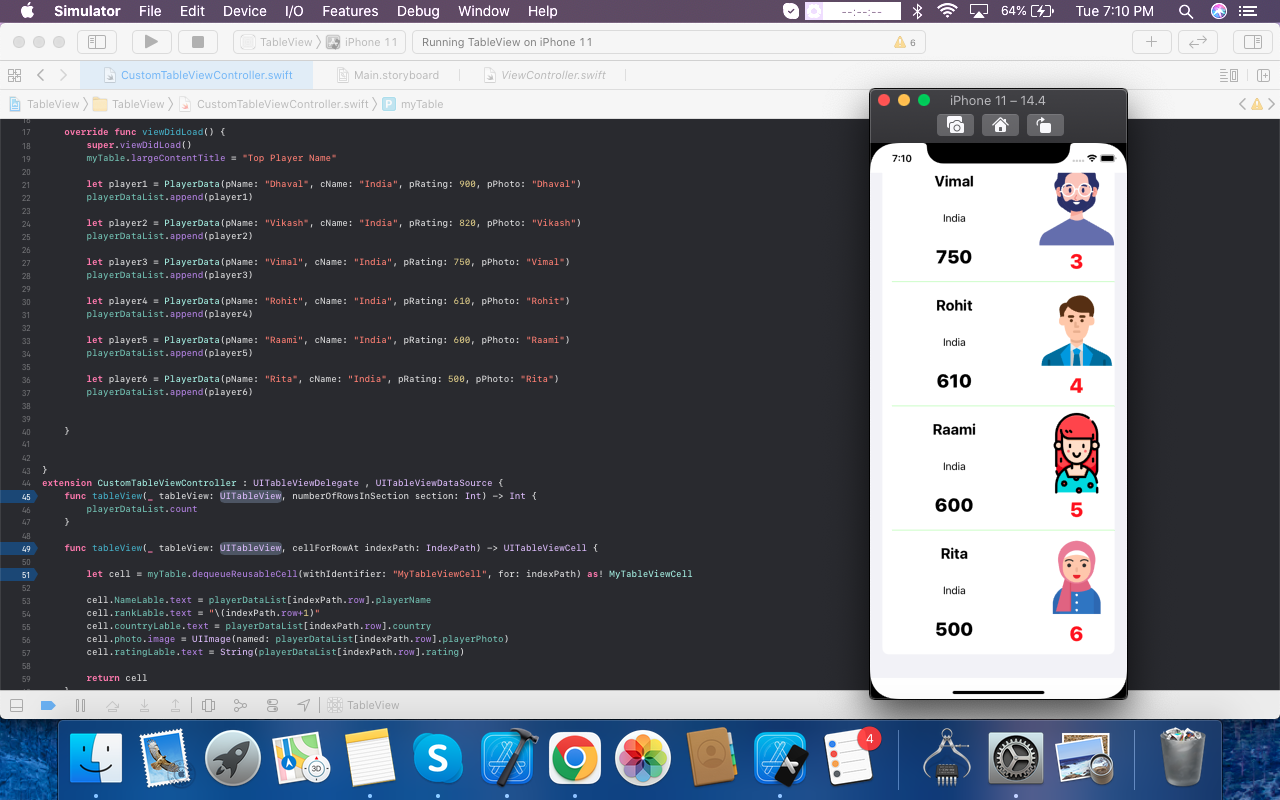 Simulator File Edit Device I/O Features Debug Window Help --:--:-- 64% Tue 7:10 PM
TableView iPhone 11 Running TableView on iPhone 11 6
CustomTableViewController.swift Main.storyboard ViewController.swift
TableView TableView CustomTableViewController.swift P myTable
16
17 override func viewDidLoad() {
18 super.viewDidLoad()
19 myTable.largeContentTitle = "Top Player Name"
20
21 let player1 = PlayerData(pName: "Dhaval", cName: "India", pRating: 900, pPhoto: "Dhaval")
22 playerDataList.append(player1)
23
24 let player2 = PlayerData(pName: "Vikash", cName: "India", pRating: 820, pPhoto: "Vikash")
25 playerDataList.append(player2)
26
27 let player3 = PlayerData(pName: "Vimal", cName: "India", pRating: 750, pPhoto: "Vimal")
28 playerDataList.append(player3)
29
30 let player4 = PlayerData(pName: "Rohit", cName: "India", pRating: 610, pPhoto: "Rohit")
31 playerDataList.append(player4)
32
33 let player5 = PlayerData(pName: "Raami", cName: "India", pRating: 600, pPhoto: "Raami")
34 playerDataList.append(player5)
35
36 let player6 = PlayerData(pName: "Rita", cName: "India", pRating: 500, pPhoto: "Rita")
37 playerDataList.append(player6)
38
39
40 }
41
42
43 }
44 extension CustomTableViewController : UITableViewDelegate , UITableViewDataSource {
45 func tableView(_ tableView: UITableView, numberOfRowsInSection section: Int) -> Int {
46 playerDataList.count
47 }
48
49 func tableView(_ tableView: UITableView, cellForRowAt indexPath: IndexPath) -> UITableViewCell {
50
51 let cell = myTable.dequeueReusableCell(withIdentifier: "MyTableViewCell", for: indexPath) as! MyTableViewCell
52
53 cell.NameLable.text = playerDataList[indexPath.row].playerName
54 cell.rankLable.text = "\(indexPath.row+1)"
55 cell.countryLable.text = playerDataList[indexPath.row].country
56 cell.photo.image = UIImage(named: playerDataList[indexPath.row].playerPhoto)
57 cell.ratingLable.text = String(playerDataList[indexPath.row].rating)
58
59 return cell
TableView
iPhone 11 – 14.4
7:10
Vimal
India
750 3
Rohit
India
610 4
Raami
India
600 5
Rita
India
500 6
3D
4